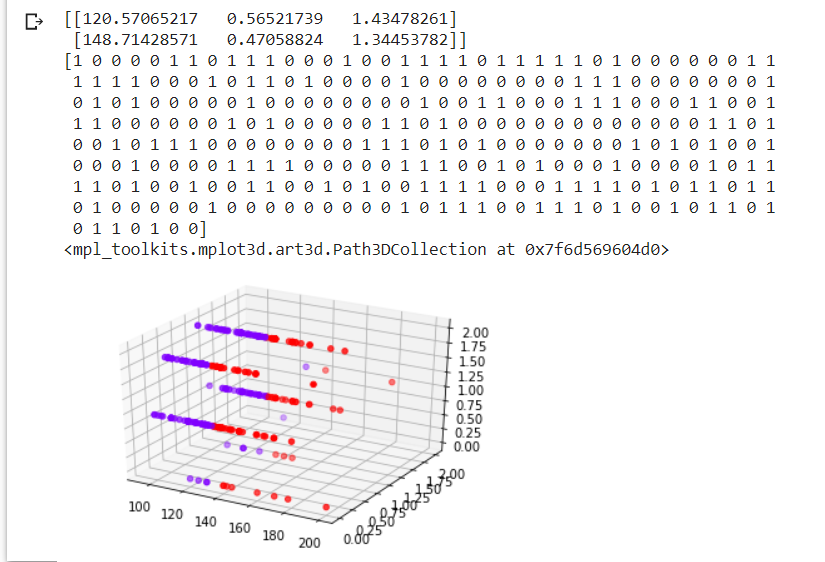 [[120.57065217 0.56521739 1.43478261]
[148.71428571 0.47058824 1.34453782]]
[1 0 0 0 0 1 1 0 1 1 1 0 0 0 1 0 0 1 1 1 1 0 1 1 1 1 1 0 1 0 0 0 0 0 0 1 1
1 1 1 1 0 0 0 1 0 1 1 0 1 0 0 0 0 1 0 0 0 0 0 0 0 0 1 1 1 0 0 0 0 0 0 0 1
0 1 0 1 0 0 0 0 0 1 0 0 0 0 0 0 0 0 1 0 0 1 1 0 0 0 1 1 1 0 0 0 1 1 0 0 1
1 1 0 0 0 0 0 0 1 0 1 0 0 0 0 0 1 1 0 1 0 0 0 0 0 0 0 0 0 0 0 0 0 1 1 0 1
0 0 1 0 1 1 1 0 0 0 0 0 0 0 0 1 1 1 0 1 0 1 0 0 0 0 0 0 0 1 0 1 0 1 0 0 1
0 0 0 1 0 0 0 0 1 1 1 1 0 0 0 0 0 1 1 1 0 0 1 0 1 0 0 0 1 0 0 0 0 1 0 1 1
1 1 0 1 0 0 1 0 0 1 1 0 0 1 0 1 0 0 1 1 1 1 0 0 0 1 1 1 1 0 1 0 1 1 0 1 1
0 1 0 0 0 0 0 1 0 0 0 0 0 0 0 0 0 1 0 1 1 1 0 0 1 1 1 0 1 0 0 1 0 1 1 0 1
0 1 1 0 1 0 0]
<mpl_toolkits.mplot3d.art3d.Path3DCollection at 0x7f6d569604d0>
2.00
1.75
1.50
1.25
1.00
0.75
0.50
0.25
0.00
2.00
1.75
1.50
1.25
1.00
0.75
0.50
0.25
0.00
100 120 140 160 180 200